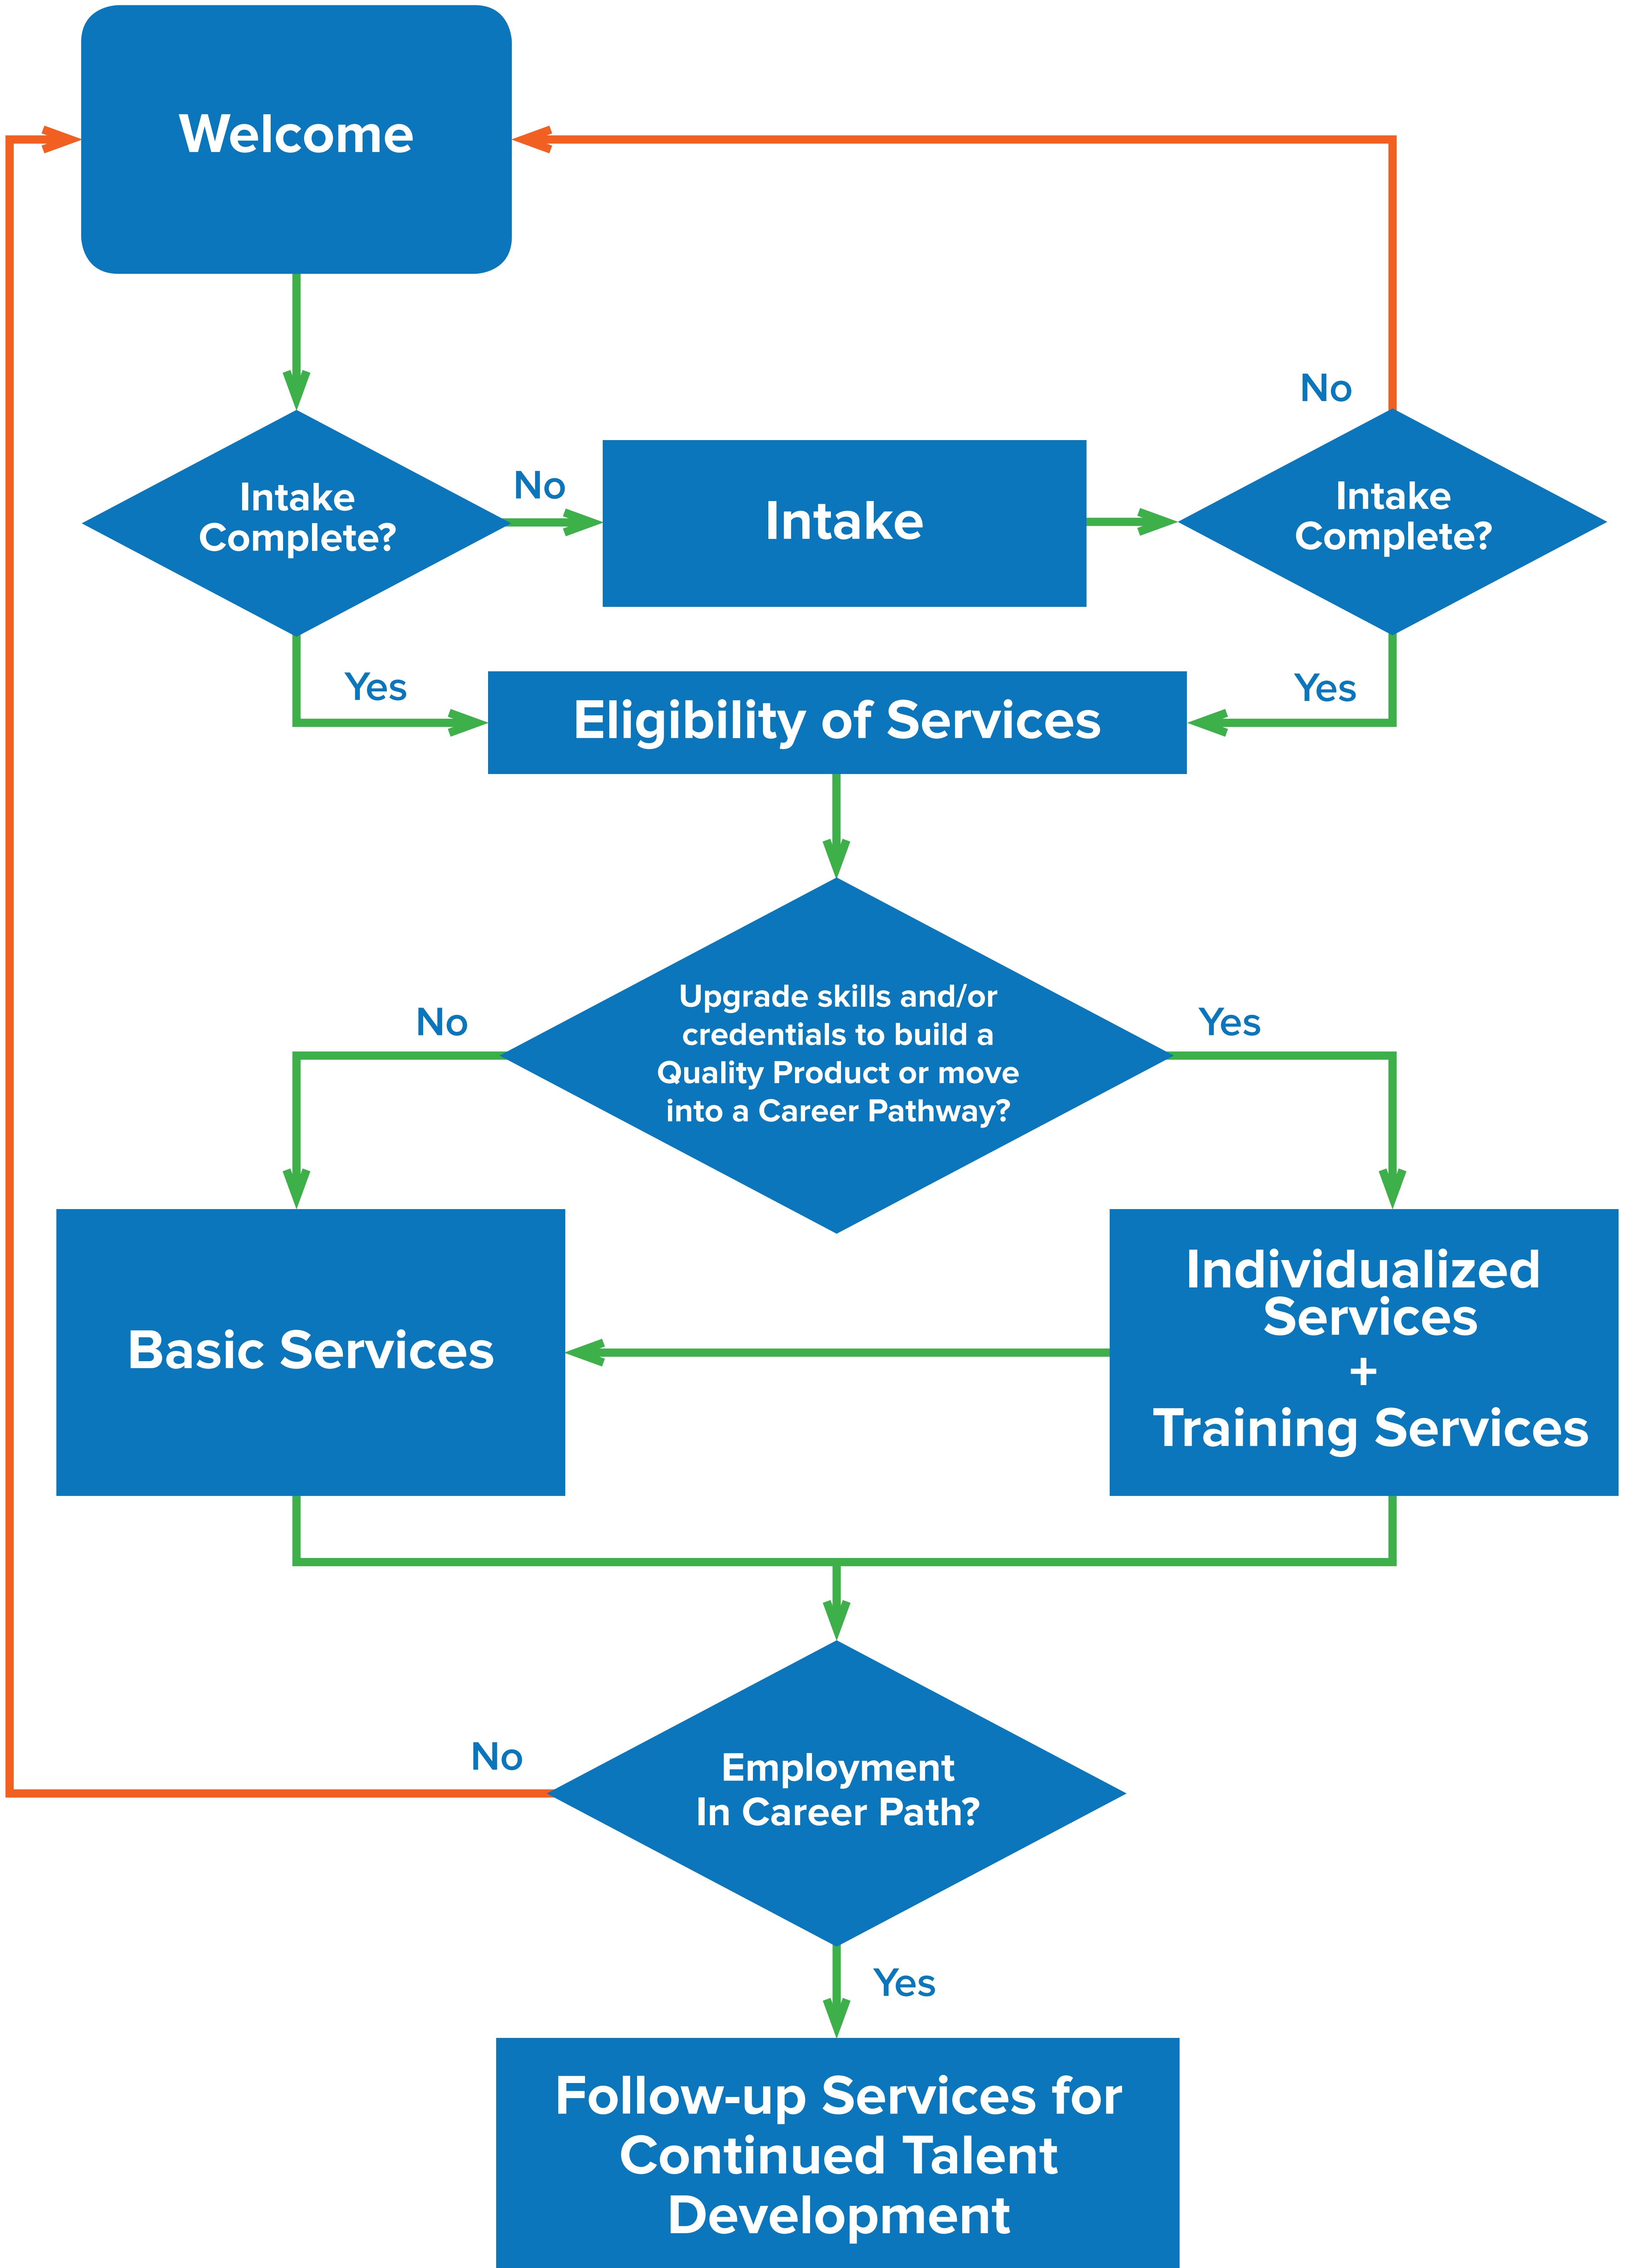 Welcome
No
Intake
Complete?
No
Intake
Intake
Complete?
Yes
Eligibility of Services
Yes
Upgrade skills and/or
credentials to build a
Quality Product or move
into a Career Pathway?
No
Yes
Basic Services
Individualized
Services
+
Training Services
No
Employment
In Career Path?
Yes
Follow-up Services for
Continued Talent
Development